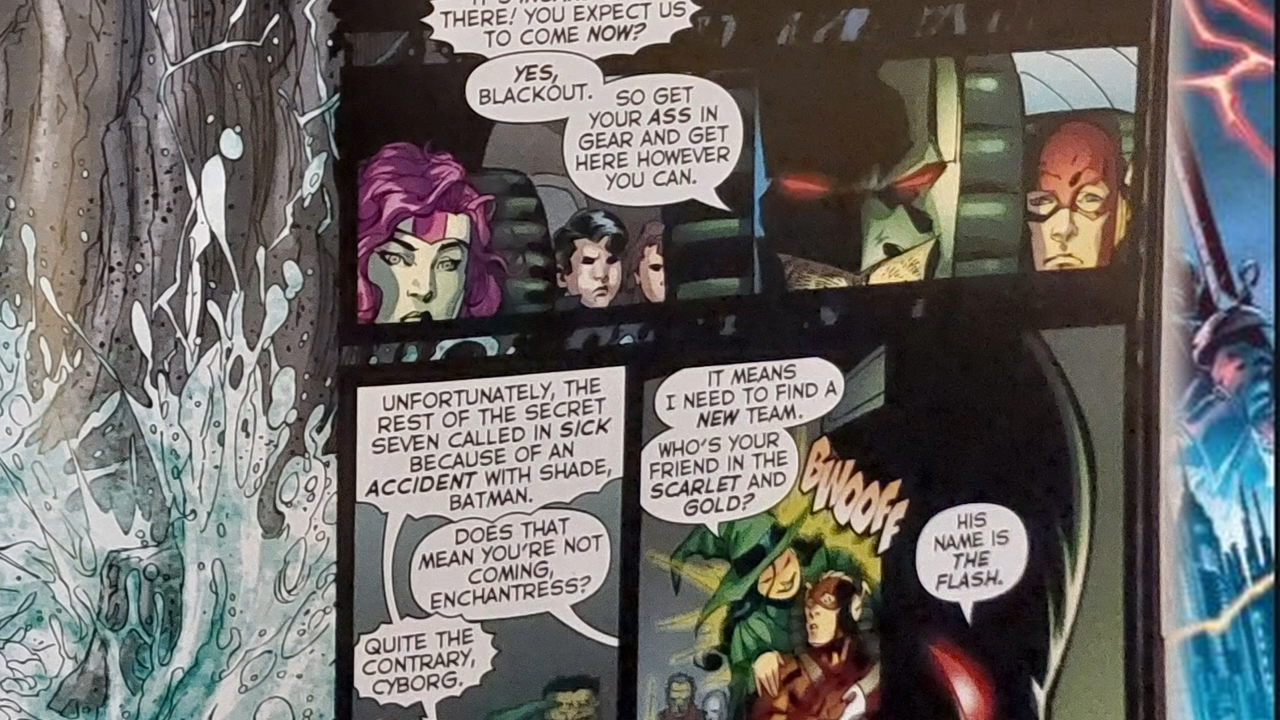 IT'S
THERE! YOU EXPECT US
TO COME NOW?
YES,
BLACKOUT.
SO GET
YOUR ASS IN
GEAR AND GET
HERE HOWEVER
YOU CAN.
UNFORTUNATELY, THE
REST OF THE SECRET
SEVEN CALLED IN SICK
BECAUSE OF AN
ACCIDENT WITH SHADE,
BATMAN.
DOES THAT
MEAN YOU'RE NOT
COMING,
ENCHANTRESS?
QUITE THE
CONTRARY,
CYBORG.
IT MEANS
I NEED TO FIND A
NEW TEAM.
WHO'S YOUR
FRIEND IN THE
SCARLET AND
GOLD?
BWOOFF
HIS
NAME IS
THE
FLASH.